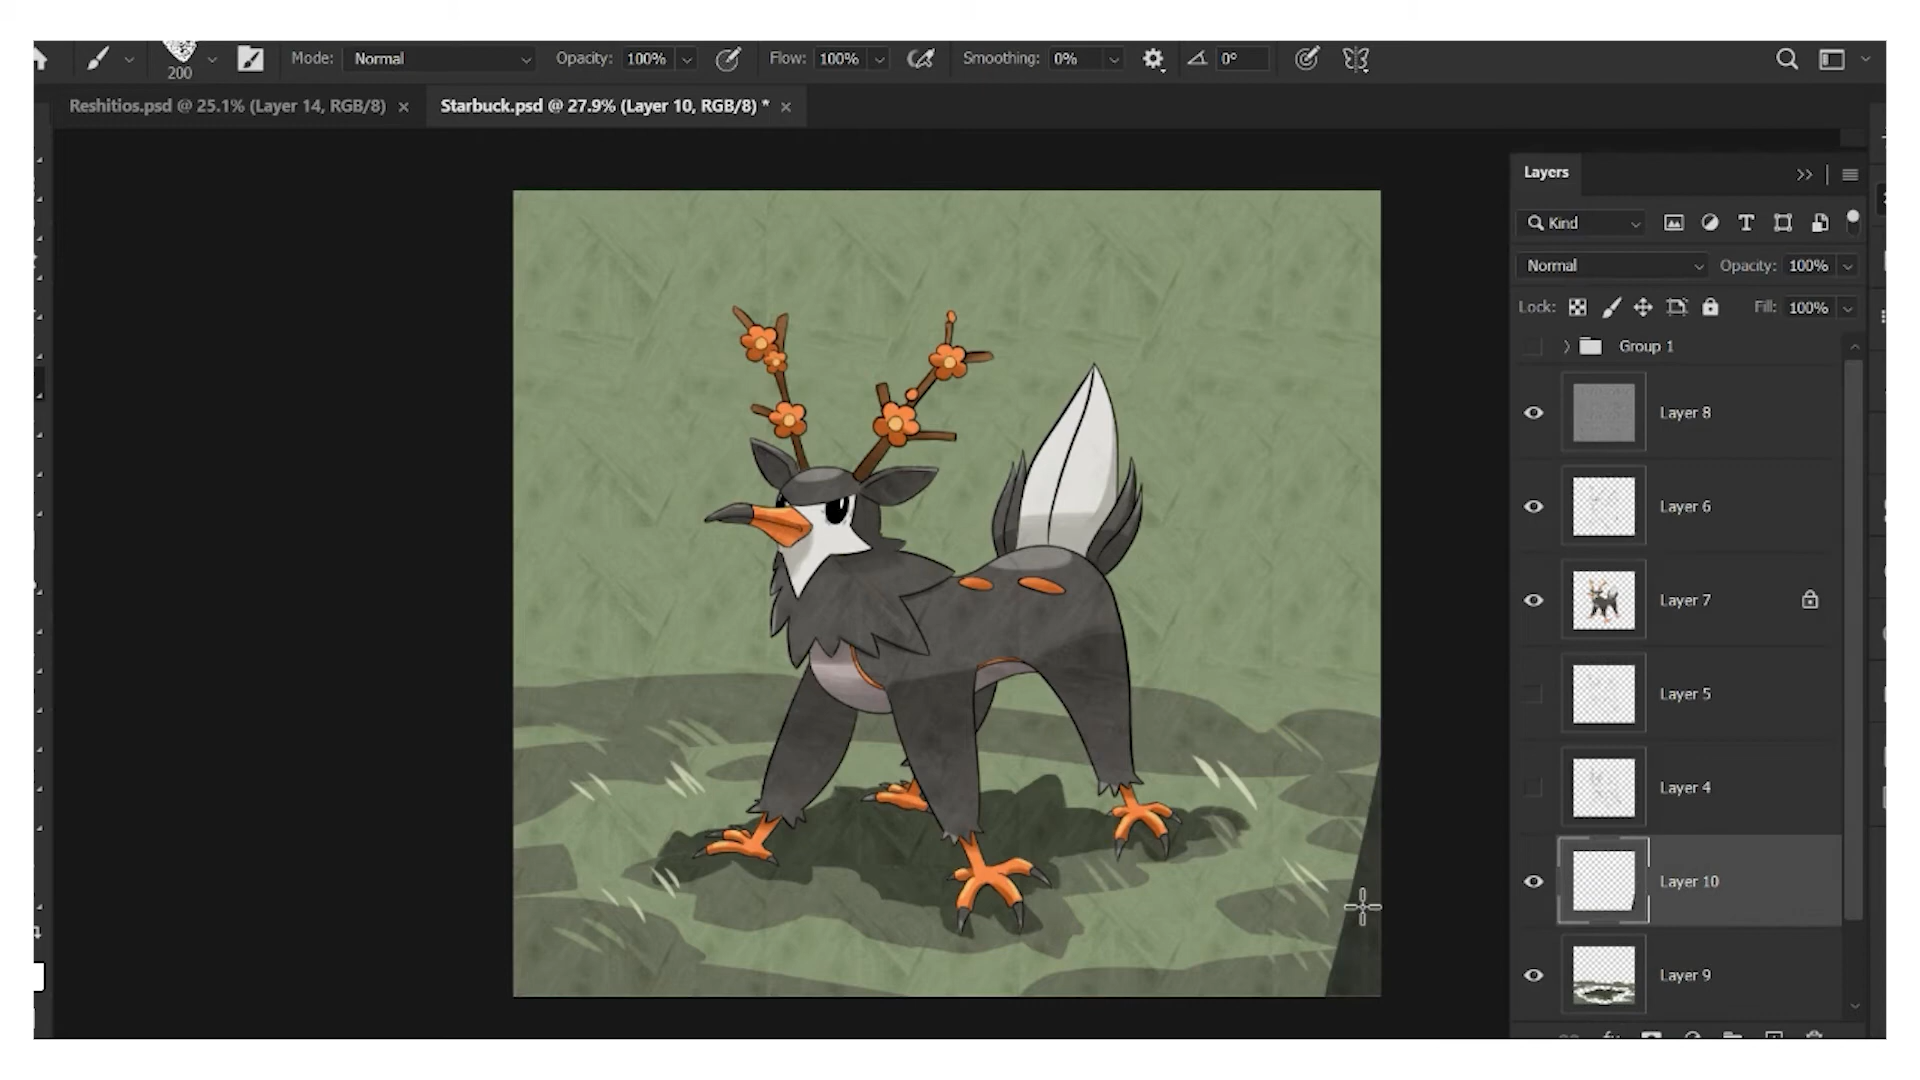 Mode: Normal Opacity: 100% Flow: 100% Smoothing: 0% 0°
200
Reshitios.psd @ 25.1% (Layer 14, RGB/8) × Starbuck.psd @ 27.9% (Layer 10, RGB/8) * ×
Layers
Kind
Normal Opacity: 100%
Lock: Fill: 100%
Group 1
Layer 8
Layer 6
Layer 7
Layer 5
Layer 4
Layer 10
Layer 9